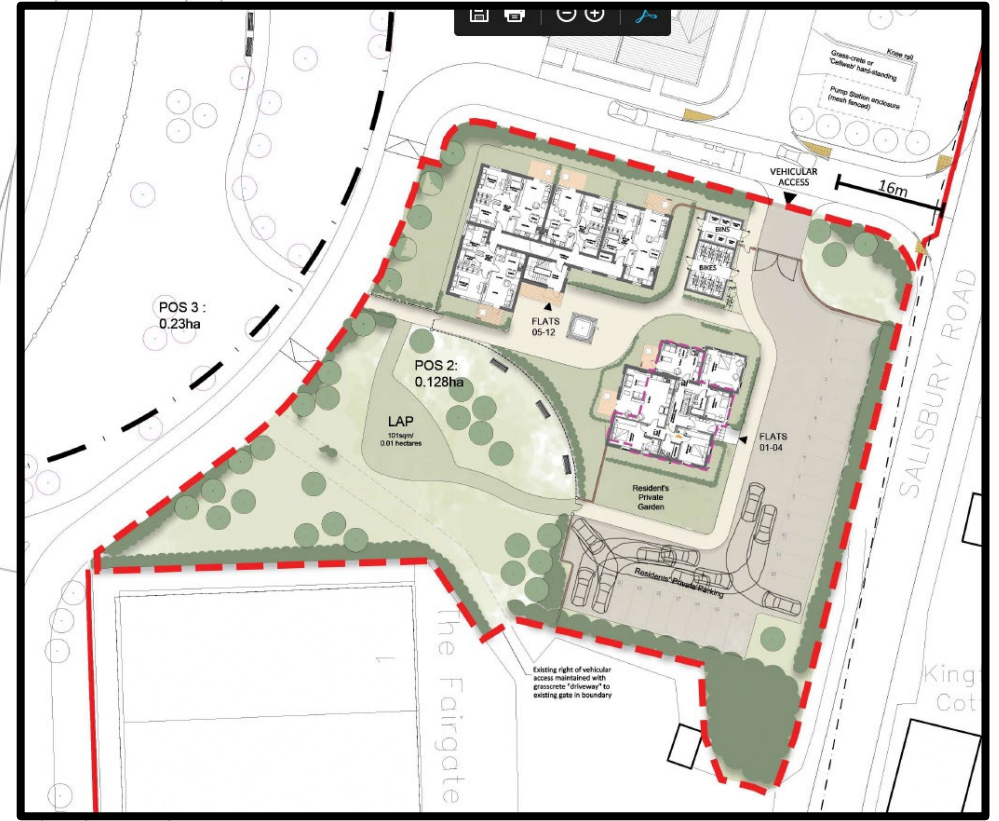 Knee rail
Grass-crete or
'Cellweb' hard-standing
Pump Station enclosure
(mesh fenced)
VEHICULAR
ACCESS
16m
BINS
BIKES
POS 3 :
0.23ha
FLATS
05-12
POS 2:
0.128ha
LAP
101sqm/
0.01 hectares
FLATS
01-04
SALISBURY ROAD
Resident's
Private
Garden
Residents' Private Parking
The Fairgate
1
Existing right of vehicular
access maintained with
grasscrete "driveway" to
existing gate in boundary
King
Cot